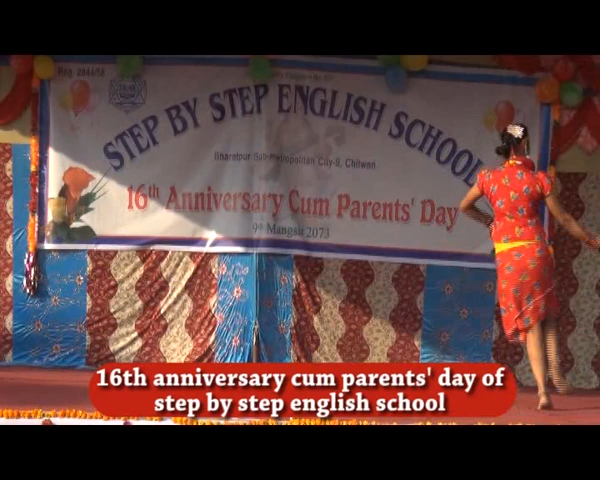 STEP BY STEP ENGLISH SCHOOL
Bharatpur Sub-Metropolitan City-9, Chitwan
16th Anniversary Cum Parents' Day
9th Mangsir 2073
16th anniversary cum parents' day of
step by step english school